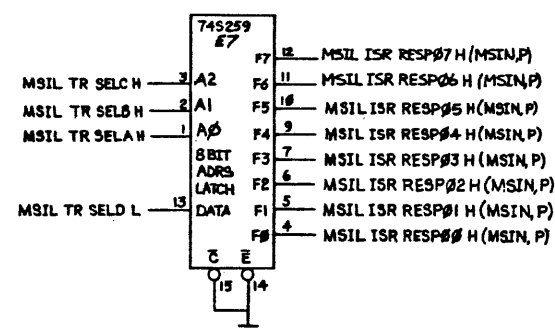 74S259
E7
F7 12 MSIL ISR RESPØ7 H (MSIN,P)
MSIL TR SELC H 3 A2 F6 11 MSIL ISR RESPØ6 H (MSIN,P)
MSIL TR SELB H 2 A1 F5 10 MSIL ISR RESPØ5 H (MSIN,P)
MSIL TR SELA H 1 AØ F4 9 MSIL ISR RESPØ4 H (MSIN,P)
8 BIT F3 7 MSIL ISR RESPØ3 H (MSIN,P)
ADRS F2 6 MSIL ISR RESPØ2 H (MSIN,P)
LATCH
MSIL TR SELD L 13 DATA F1 5 MSIL ISR RESPØ1 H (MSIN,P)
FØ 4 MSIL ISR RESPØØ H (MSIN,P)
C E
15 14